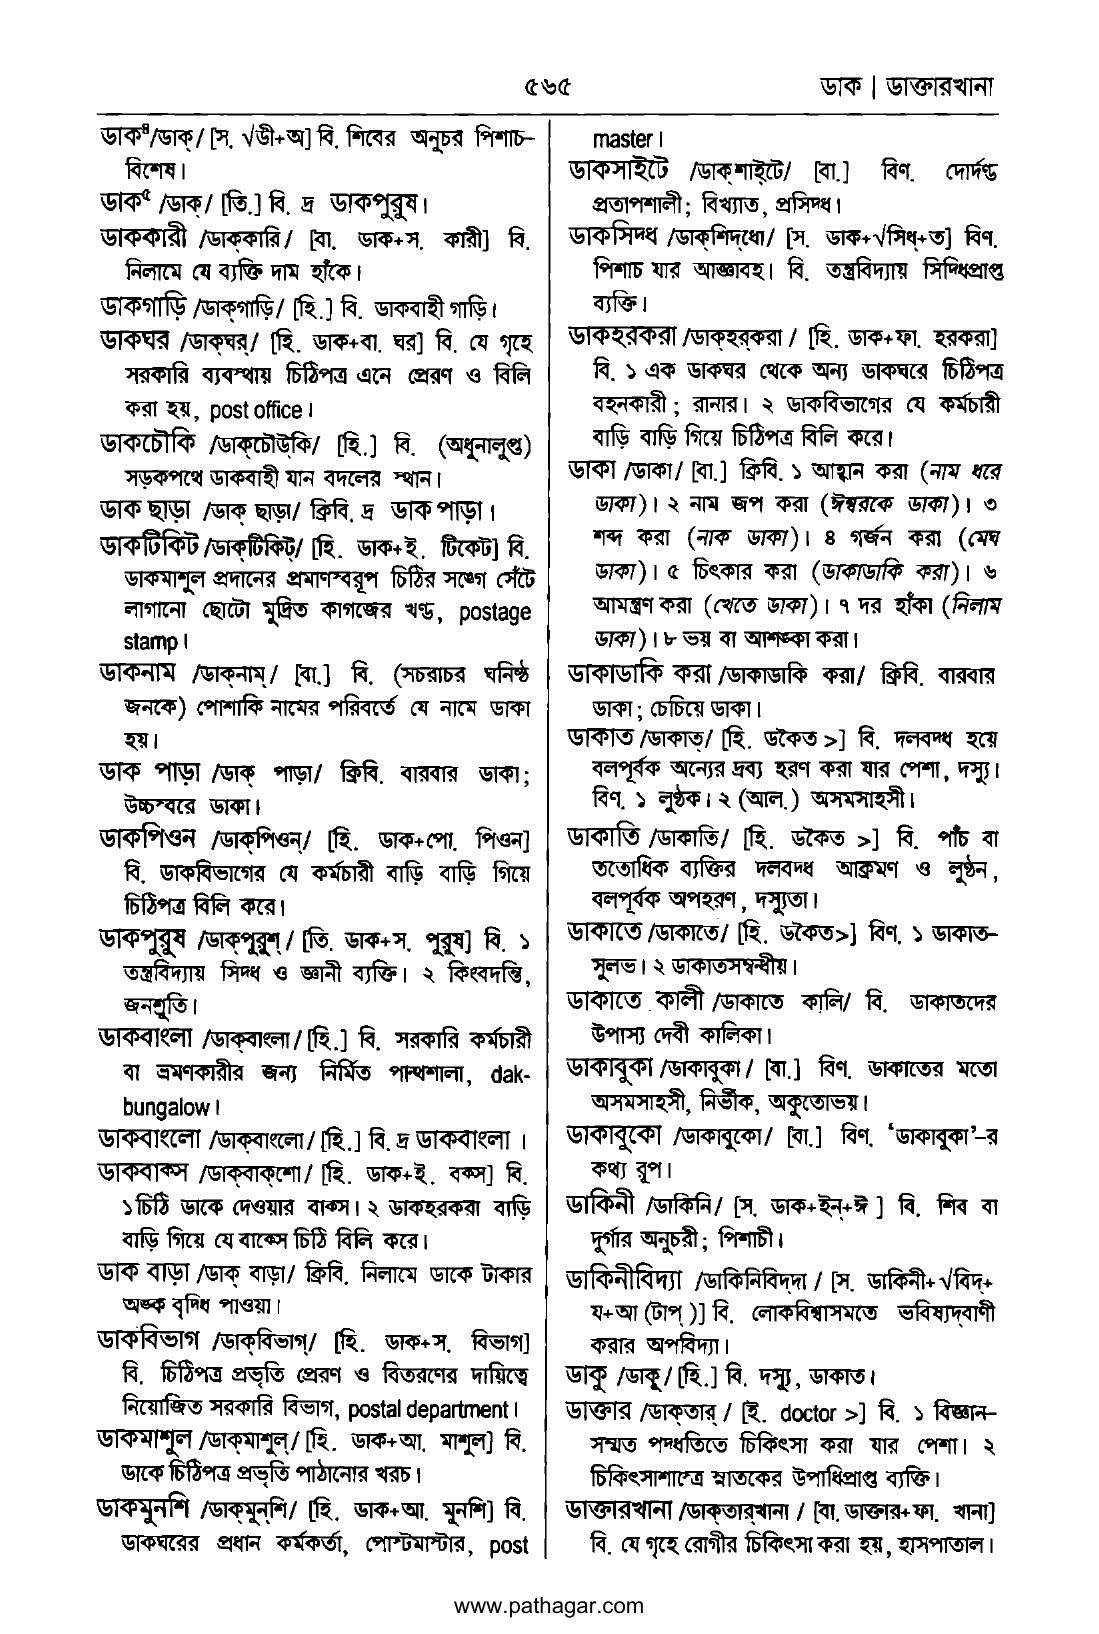 ৫৬৫
ডাক | ডাক্তারখানা
ডাক⁴/ডাক্/ [স. √ডী+অ] বি. শিবের অনুচর পিশাচ–
বিশেষ।
ডাক⁵ /ডাক্/ [তি.] বি. দ্র ডাকপুরুষ।
ডাককারী /ডাক্‌কারি/ [বা. ডাক+স. কারী] বি.
নিলামে যে ব্যক্তি দাম হাঁকে।
ডাকগাড়ি /ডাক্‌গাড়ি/ [হি.] বি. ডাকবাহী গাড়ি।
ডাকঘর /ডাক্‌ঘর্/ [হি. ডাক+বা. ঘর] বি. যে গৃহে
সরকারি ব্যবস্থায় চিঠিপত্র এনে প্রেরণ ও বিলি
করা হয়, post office।
ডাকচৌকি /ডাক্‌চোউ্‌কি/ [হি.] বি. (অধুনালুপ্ত)
সড়কপথে ডাকবাহী যান বদলের স্থান।
ডাক ছাড়া /ডাক্ ছাড়া/ ক্রিবি. দ্র ডাক পাড়া।
ডাকটিকিট /ডাক্‌টিকিট্/ [হি. ডাক+ই. টিকেট] বি.
ডাকমাশুল প্রদানের প্রমাণস্বরূপ চিঠির সঙ্গে সেঁটে
লাগানো ছোটো মুদ্রিত কাগজের খণ্ড, postage
stamp।
ডাকনাম /ডাক্‌নাম্/ [বা.] বি. (সচরাচর ঘনিষ্ঠ
জনকে) পোশাকি নামের পরিবর্তে যে নামে ডাকা
হয়।
ডাক পাড়া /ডাক্ পাড়া/ ক্রিবি. বারবার ডাকা;
উচ্চস্বরে ডাকা।
ডাকপিওন /ডাক্‌পিওন্/ [হি. ডাক+পো. পিওন]
বি. ডাকবিভাগের যে কর্মচারী বাড়ি বাড়ি গিয়ে
চিঠিপত্র বিলি করে।
ডাকপুরুষ /ডাক্‌পুরুশ্/ [তি. ডাক+স. পুরুষ] বি. ১
তন্ত্রবিদ্যায় সিদ্ধ ও জ্ঞানী ব্যক্তি। ২ কিংবদন্তি,
জনশ্রুতি।
ডাকবাংলা /ডাক্‌বাংলা/ [হি.] বি. সরকারি কর্মচারী
বা ভ্রমণকারীর জন্য নির্মিত পান্থশালা, dak-
bungalow।
ডাকবাংলো /ডাক্‌বাংলো/ [হি.] বি. দ্র ডাকবাংলা ।
ডাকবাক্স /ডাক্‌বাক্‌শো/ [হি. ডাক+ই. বক্স] বি.
১ চিঠি ডাকে দেওয়ার বাক্স। ২ ডাকহরকরা বাড়ি
বাড়ি গিয়ে যে বাক্সে চিঠি বিলি করে।
ডাক বাড়া /ডাক্ বাড়া/ ক্রিবি. নিলামে ডাকে টাকার
অঙ্ক বৃদ্ধি পাওয়া।
ডাকবিভাগ /ডাক্‌বিভাগ্/ [হি. ডাক+স. বিভাগ]
বি. চিঠিপত্র প্রভৃতি প্রেরণ ও বিতরণের দায়িত্বে
নিয়োজিত সরকারি বিভাগ, postal department।
ডাকমাশুল /ডাক্‌মাশুল্/ [হি. ডাক+আ. মাশুল] বি.
ডাকে চিঠিপত্র প্রভৃতি পাঠানোর খরচ।
ডাকমুনশি /ডাক্‌মুন্‌শি/ [হি. ডাক+আ. মুনশি] বি.
ডাকঘরের প্রধান কর্মকর্তা, পোস্টমাস্টার, post
master।
ডাকসাইটে /ডাক্‌শাই্‌টে/ [বা.] বিণ. দোর্দণ্ড
প্রতাপশালী; বিখ্যাত, প্রসিদ্ধ।
ডাকসিদ্ধ /ডাক্‌শিদ্‌ধো/ [স. ডাক+√সিধ্+ত] বিণ.
পিশাচ যার আজ্ঞাবহ। বি. তন্ত্রবিদ্যায় সিদ্ধিপ্রাপ্ত
ব্যক্তি।
ডাকহরকরা /ডাক্‌হর্‌করা / [হি. ডাক+ফা. হরকরা]
বি. ১ এক ডাকঘর থেকে অন্য ডাকঘরে চিঠিপত্র
বহনকারী; রানার। ২ ডাকবিভাগের যে কর্মচারী
বাড়ি বাড়ি গিয়ে চিঠিপত্র বিলি করে।
ডাকা /ডাকা/ [বা.] ক্রিবি. ১ আহ্বান করা (নাম ধরে
ডাকা)। ২ নাম জপ করা (ঈশ্বরকে ডাকা)। ৩
শব্দ করা (নাক ডাকা)। ৪ গর্জন করা (মেঘ
ডাকা)। ৫ চিৎকার করা (ডাকাডাকি করা)। ৬
আমন্ত্রণ করা (খেতে ডাকা)। ৭ দর হাঁকা (নিলাম
ডাকা)। ৮ ভয় বা আশঙ্কা করা।
ডাকাডাকি করা /ডাকাডাকি করা/ ক্রিবি. বারবার
ডাকা; চেঁচিয়ে ডাকা।
ডাকাত /ডাকাত্/ [হি. ডকৈত >] বি. দলবদ্ধ হয়ে
বলপূর্বক অন্যের দ্রব্য হরণ করা যার পেশা, দস্যু।
বিণ. ১ লুণ্ঠক। ২ (আল.) অসমসাহসী।
ডাকাতি /ডাকাতি/ [হি. ডকৈত >] বি. পাঁচ বা
ততোধিক ব্যক্তির দলবদ্ধ আক্রমণ ও লুণ্ঠন,
বলপূর্বক অপহরণ, দস্যুতা।
ডাকাতে /ডাকাতে/ [হি. ডকৈত>] বিণ. ১ ডাকাত–
সুলভ। ২ ডাকাতসম্বন্ধীয়।
ডাকাতে কালী /ডাকাতে কালি/ বি. ডাকাতদের
উপাস্য দেবী কালিকা।
ডাকাবুকা /ডাকাবুকা/ [বা.] বিণ. ডাকাতের মতো
অসমসাহসী, নির্ভীক, অকুতোভয়।
ডাকাবুকো /ডাকাবুকো/ [বা.] বিণ. ‘ডাকাবুকা’–র
কথ্য রূপ।
ডাকিনী /ডাকিনি/ [স. ডাক+ইন্+ঈ ] বি. শিব বা
দুর্গার অনুচরী; পিশাচী।
ডাকিনীবিদ্যা /ডাকিনিবিদ্‌দা / [স. ডাকিনী+√বিদ্+
য+আ (টাপ্ )] বি. লোকবিশ্বাসমতে ভবিষ্যদ্‌বাণী
করার অপবিদ্যা।
ডাকু /ডাকু/ [হি.] বি. দস্যু, ডাকাত।
ডাক্তার /ডাক্‌তার্ / [ই. doctor >] বি. ১ বিজ্ঞান–
সম্মত পদ্ধতিতে চিকিৎসা করা যার পেশা। ২
চিকিৎসাশাস্ত্রে স্নাতকের উপাধিপ্রাপ্ত ব্যক্তি।
ডাক্তারখানা /ডাক্‌তার্‌খানা / [বা. ডাক্তার+ফা. খানা]
বি. যে গৃহে রোগীর চিকিৎসা করা হয়, হাসপাতাল।
www.pathagar.com